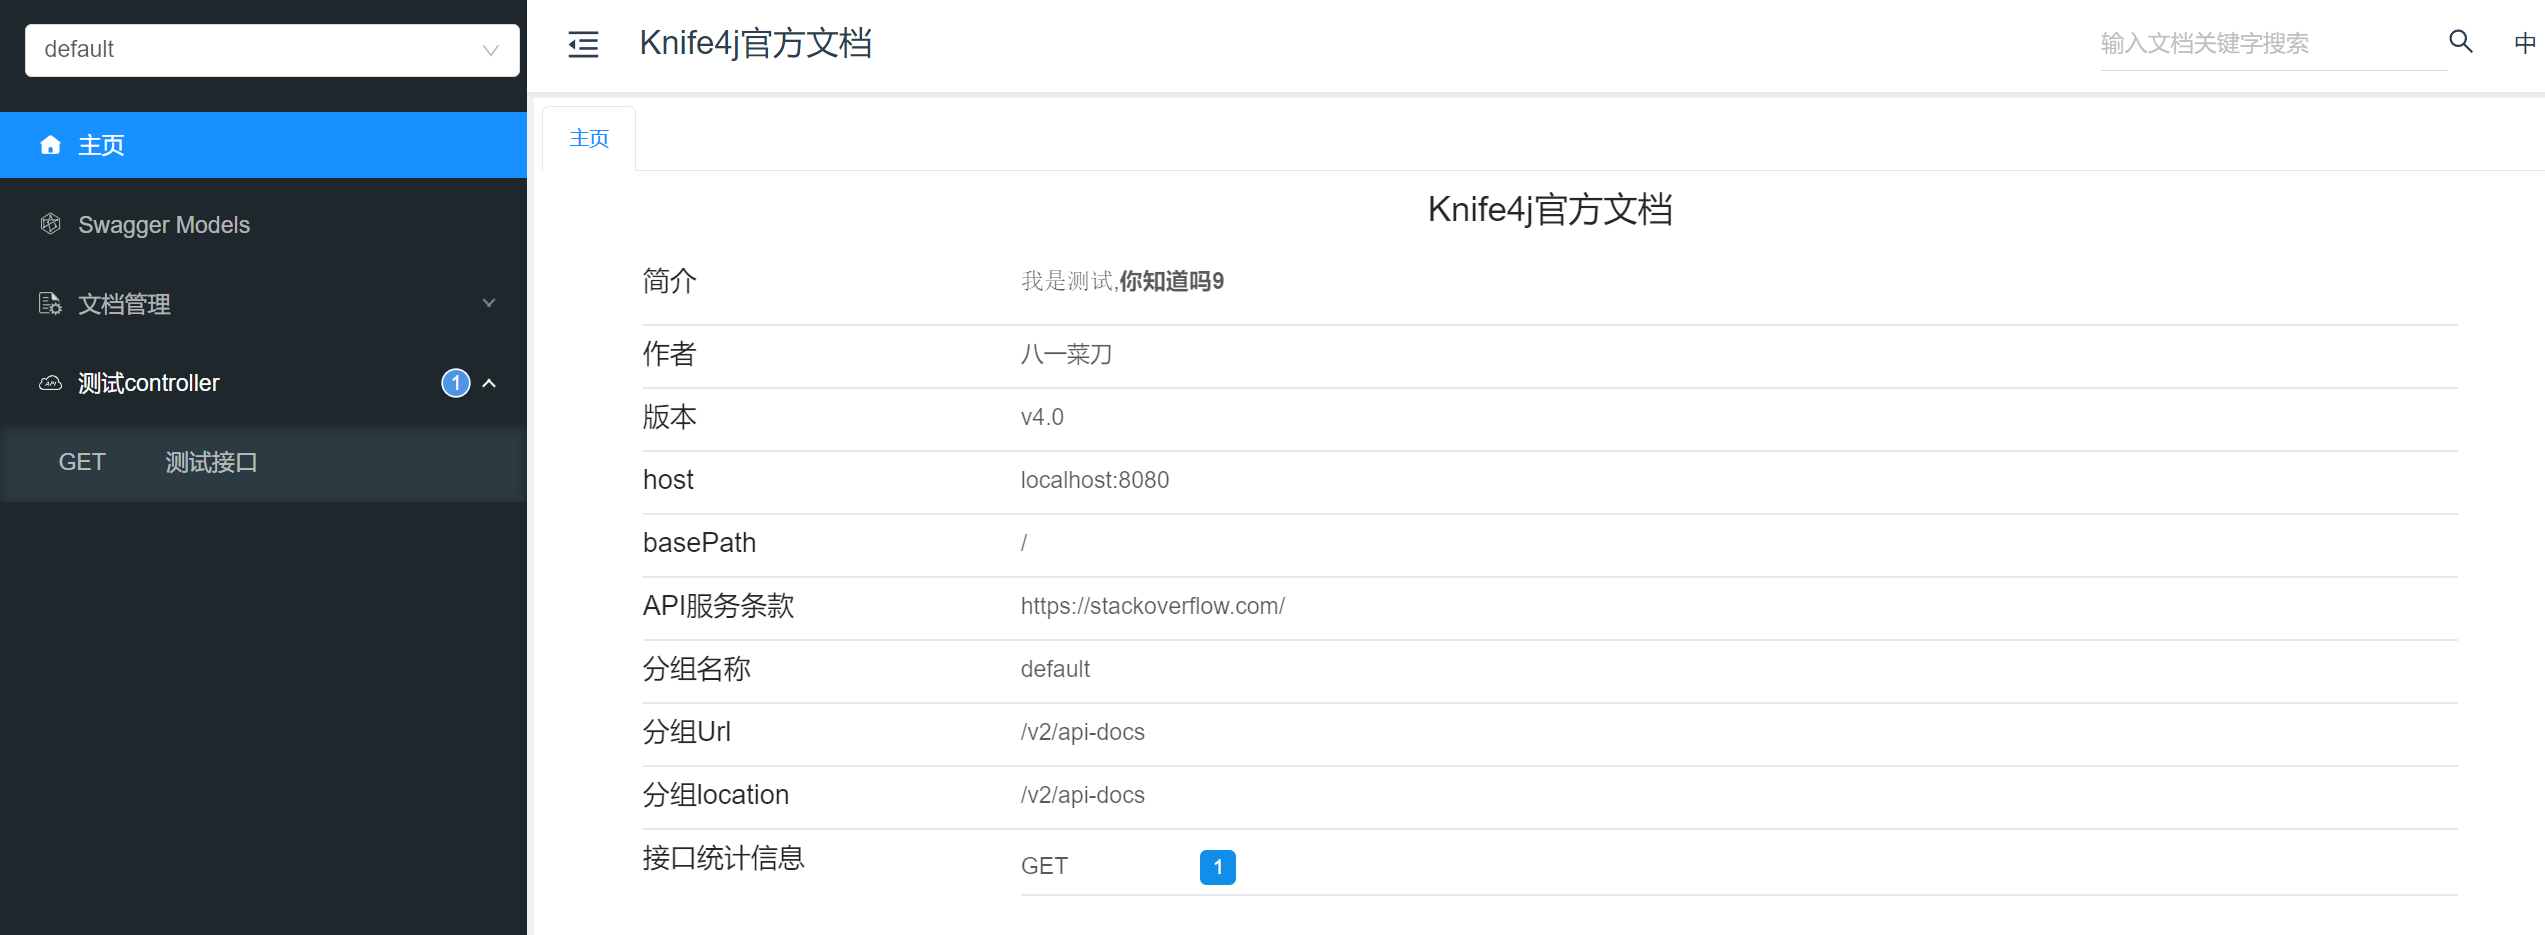 default
主页
Swagger Models
文档管理
测试controller 1
GET 测试接口
Knife4j官方文档
输入文档关键字搜索
中
主页
Knife4j官方文档
简介 我是测试,你知道吗9
作者 八一菜刀
版本 v4.0
host localhost:8080
basePath /
API服务条款 https://stackoverflow.com/
分组名称 default
分组Url /v2/api-docs
分组location /v2/api-docs
接口统计信息 GET 1